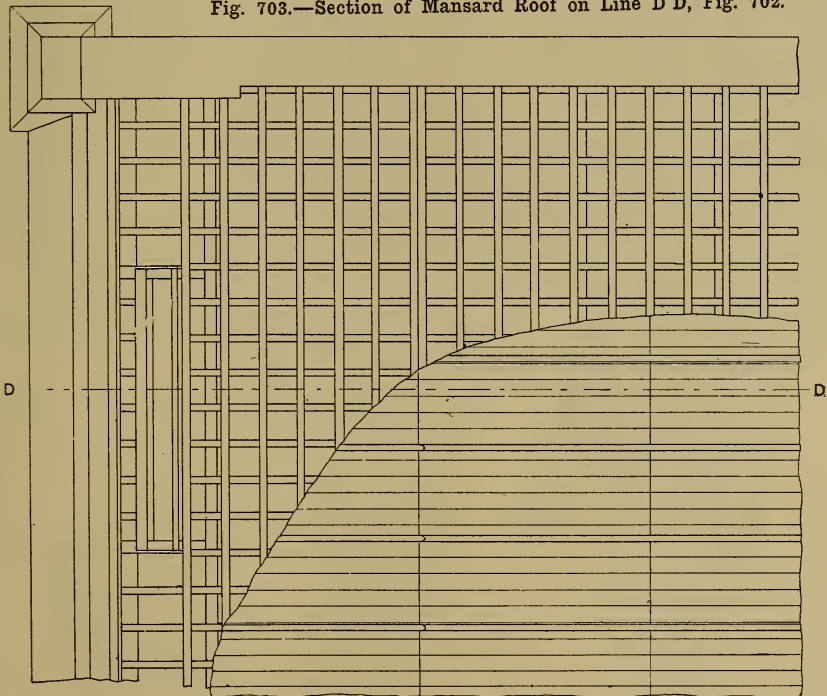 Fig. 703.—Section of Mansard Roof on Line D D, Fig. 702.
D D